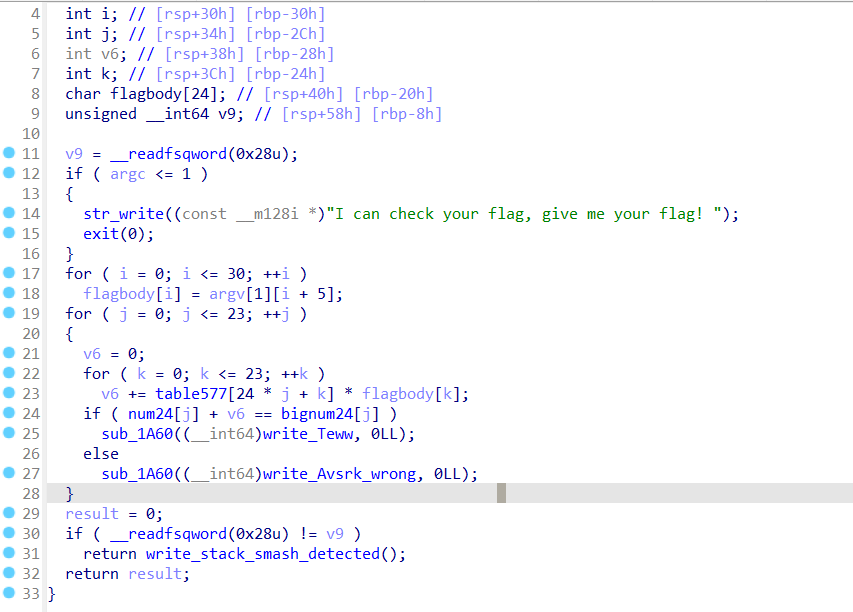 4 int i; // [rsp+30h] [rbp-30h]
5 int j; // [rsp+34h] [rbp-2Ch]
6 int v6; // [rsp+38h] [rbp-28h]
7 int k; // [rsp+3Ch] [rbp-24h]
8 char flagbody[24]; // [rsp+40h] [rbp-20h]
9 unsigned __int64 v9; // [rsp+58h] [rbp-8h]
10
11 v9 = __readfsqword(0x28u);
12 if ( argc <= 1 )
13 {
14 str_write((const __m128i *)"I can check your flag, give me your flag! ");
15 exit(0);
16 }
17 for ( i = 0; i <= 30; ++i )
18 flagbody[i] = argv[1][i + 5];
19 for ( j = 0; j <= 23; ++j )
20 {
21 v6 = 0;
22 for ( k = 0; k <= 23; ++k )
23 v6 += table577[24 * j + k] * flagbody[k];
24 if ( num24[j] + v6 == bignum24[j] )
25 sub_1A60((__int64)write_Teww, 0LL);
26 else
27 sub_1A60((__int64)write_Avsrk_wrong, 0LL);
28 }
29 result = 0;
30 if ( __readfsqword(0x28u) != v9 )
31 return write_stack_smash_detected();
32 return result;
33 }